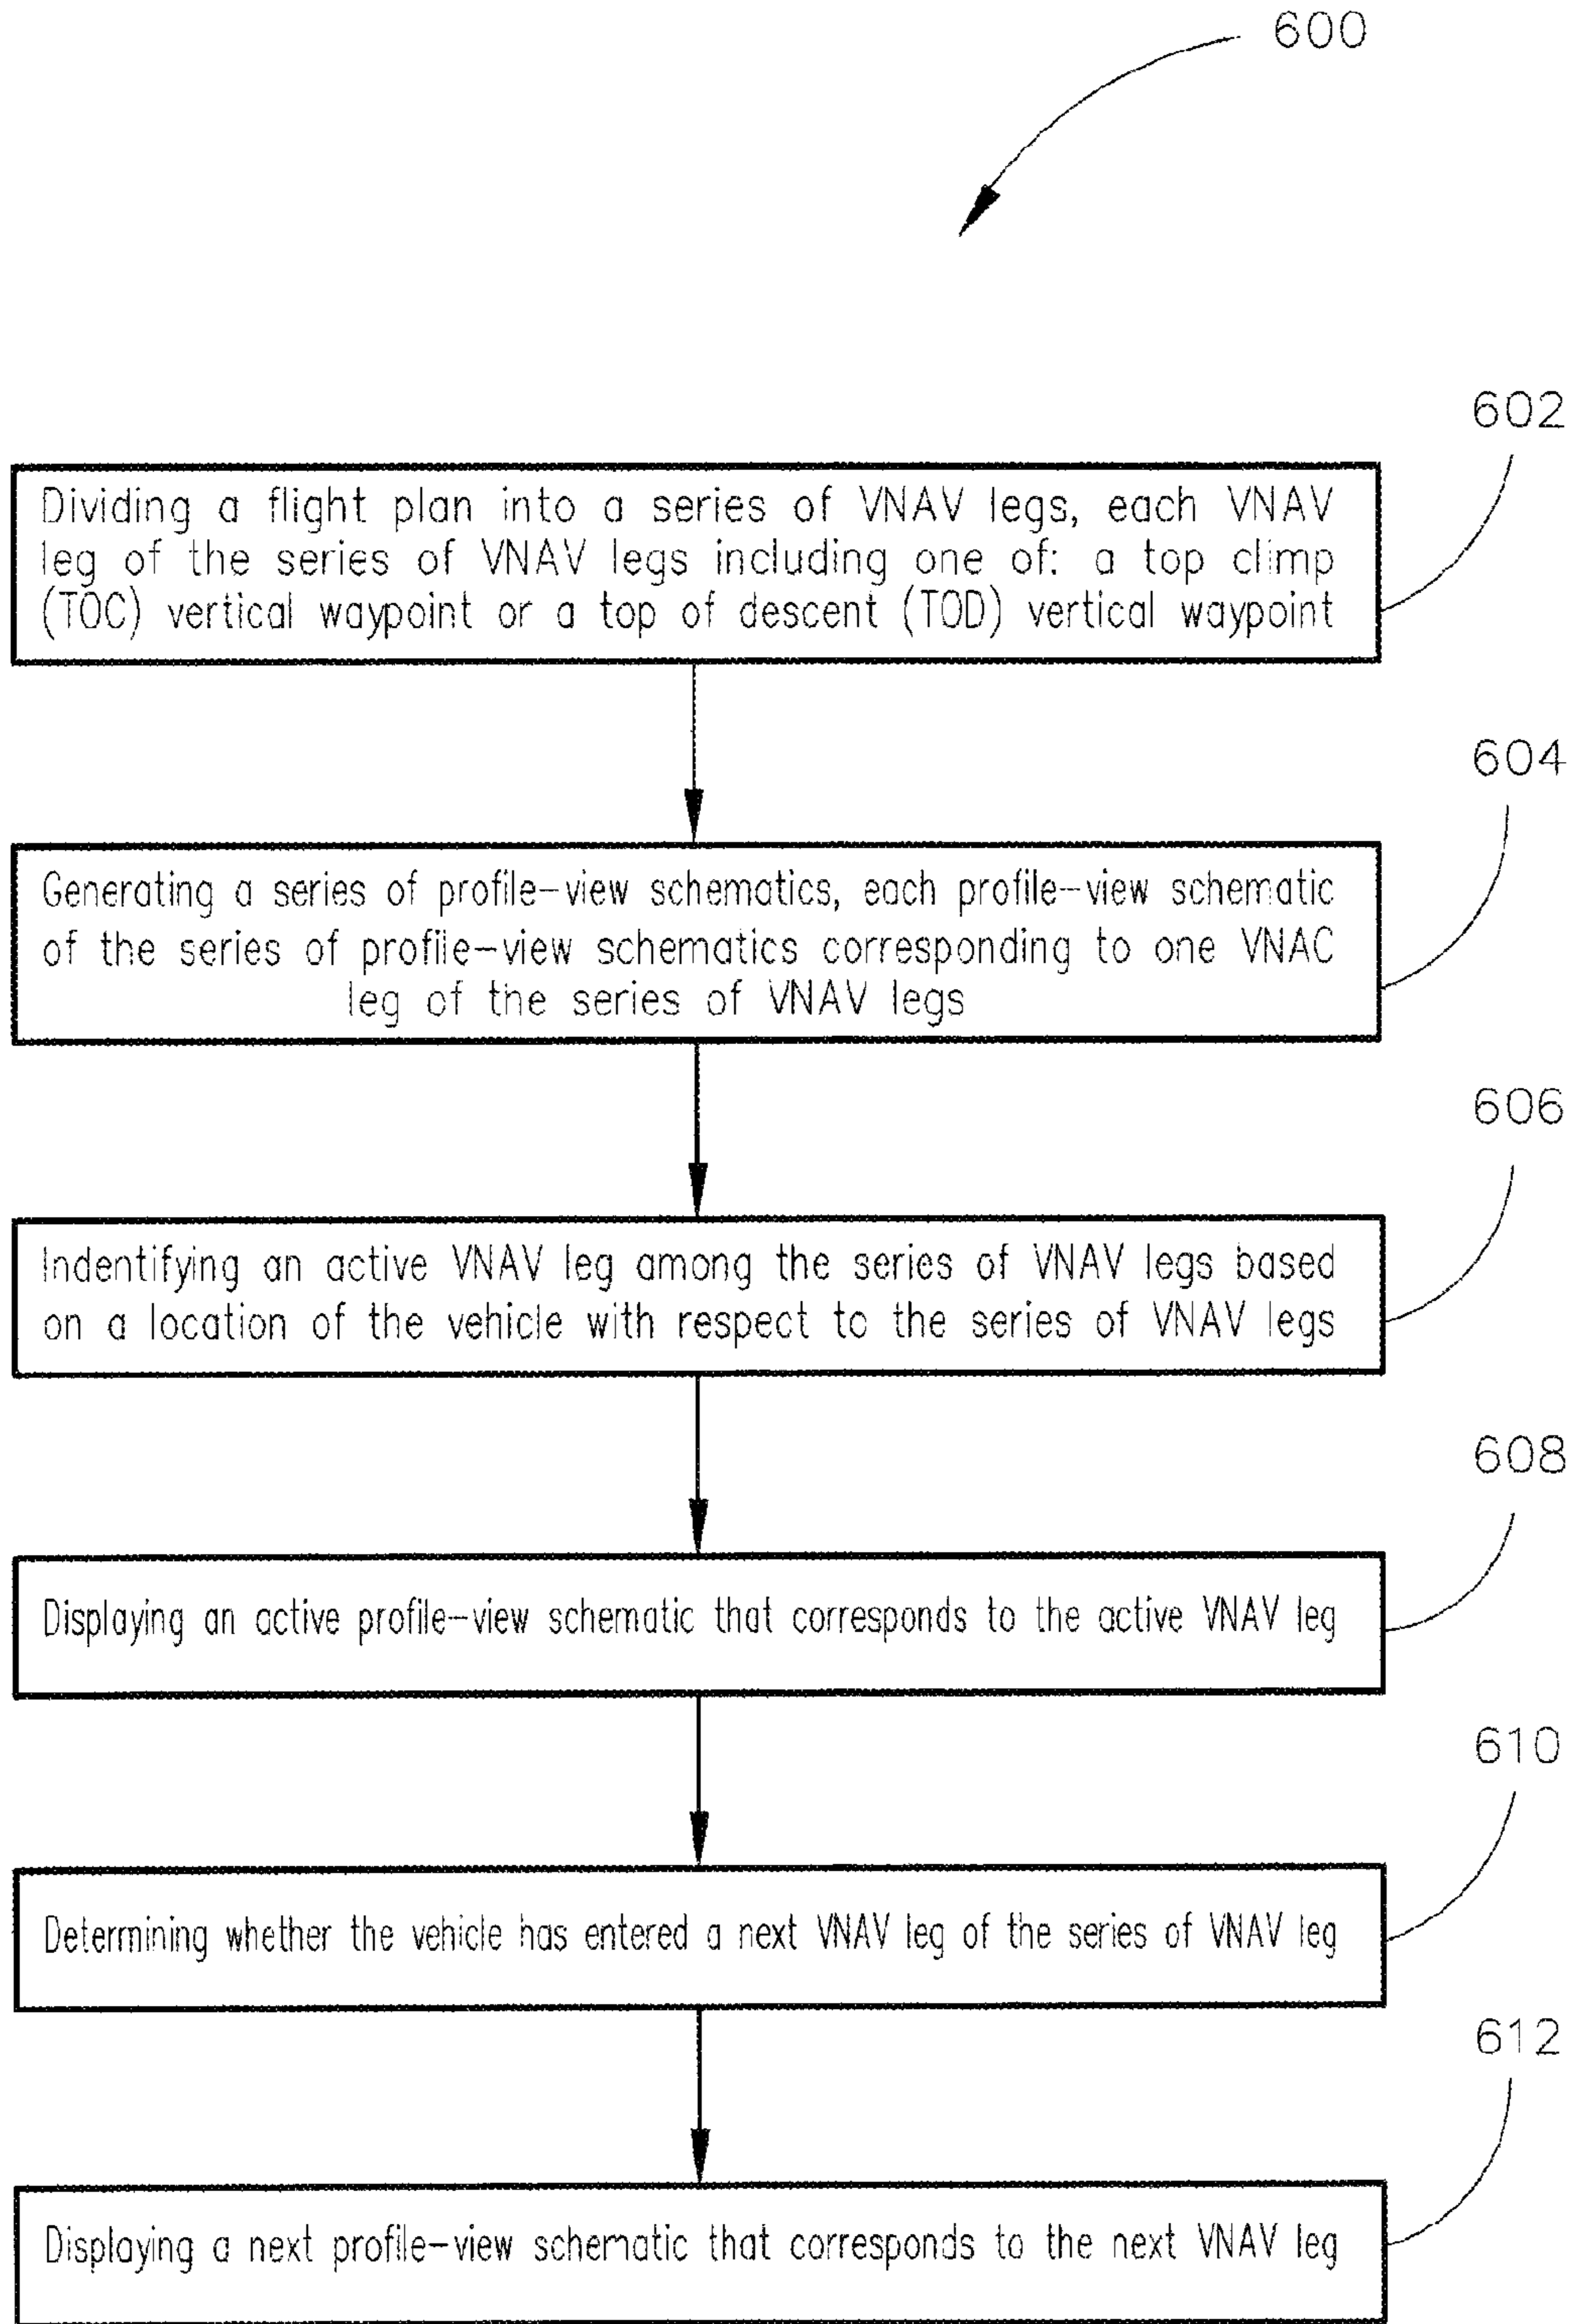 600
602
Dividing a flight plan into a series of VNAV legs, each VNAV
leg of the series of VNAV legs including one of: a top climp
(TOC) vertical waypoint or a top of descent (TOD) vertical waypoint
604
Generating a series of profile-view schematics, each profile-view schematic
of the series of profile-view schematics corresponding to one VNAC
leg of the series of VNAV legs
606
Indentifying an active VNAV leg among the series of VNAV legs based
on a location of the vehicle with respect to the series of VNAV legs
608
Displaying an active profile-view schematic that corresponds to the active VNAV leg
610
Determining whether the vehicle has entered a next VNAV leg of the series of VNAV leg
612
Displaying a next profile-view schematic that corresponds to the next VNAV leg